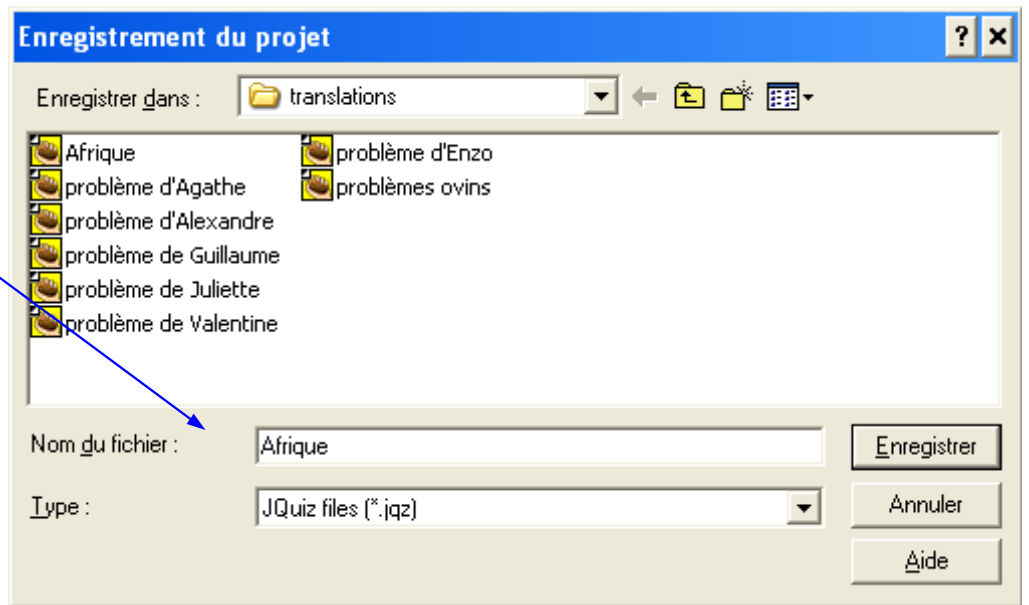 Enregistrement du projet
?
Enregistrer dans :
translations
Afrique
problème d'Agathe
problème d'Alexandre
problème de Guillaume
problème de Juliette
problème de Valentine
problème d'Enzo
problèmes ovins
Nom du fichier :
Afrique
Enregistrer
Type :
JQuiz files (*.jqz)
Annuler
Aide